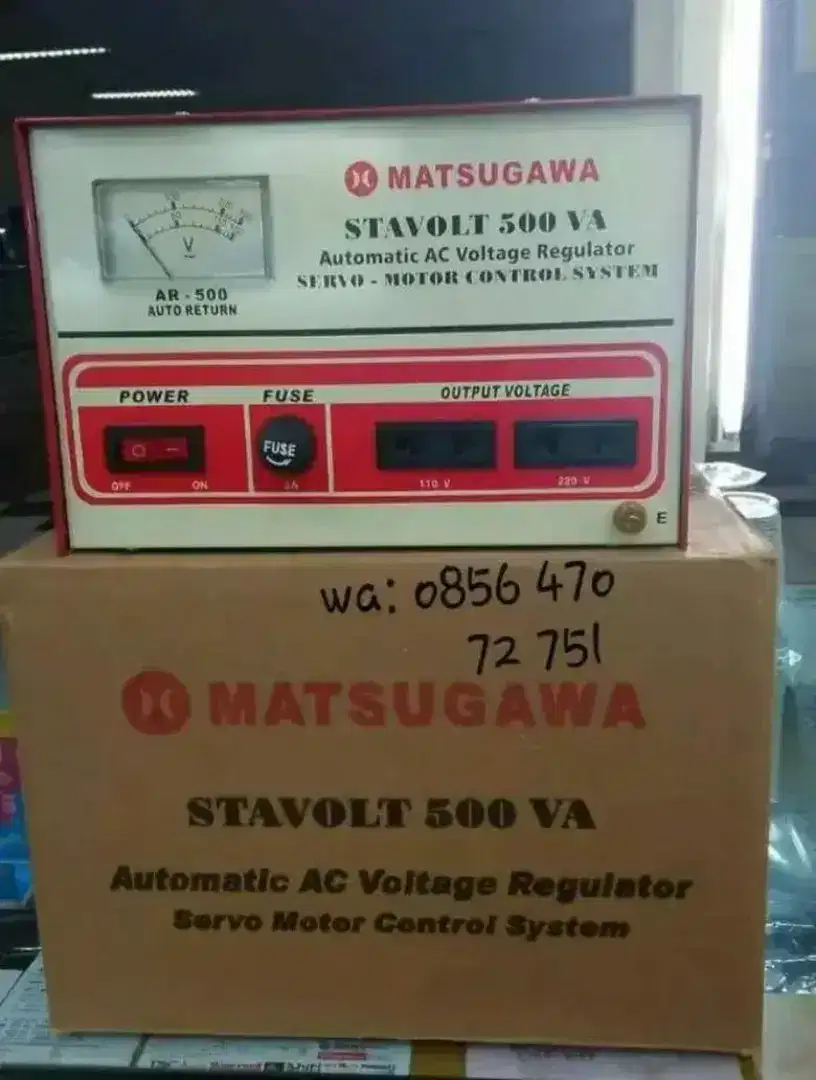 MATSUGAWA
STAVOLT 500 VA
Automatic AC Voltage Regulator
SERVO - MOTOR CONTROL SYSTEM
V
AR - 500
AUTO RETURN
POWER FUSE OUTPUT VOLTAGE
FUSE
OFF ON 110 V 220 V
E
wa: 0856 470
72 751
MATSUGAWA
STAVOLT 500 VA
Automatic AC Voltage Regulator
Servo Motor Control System